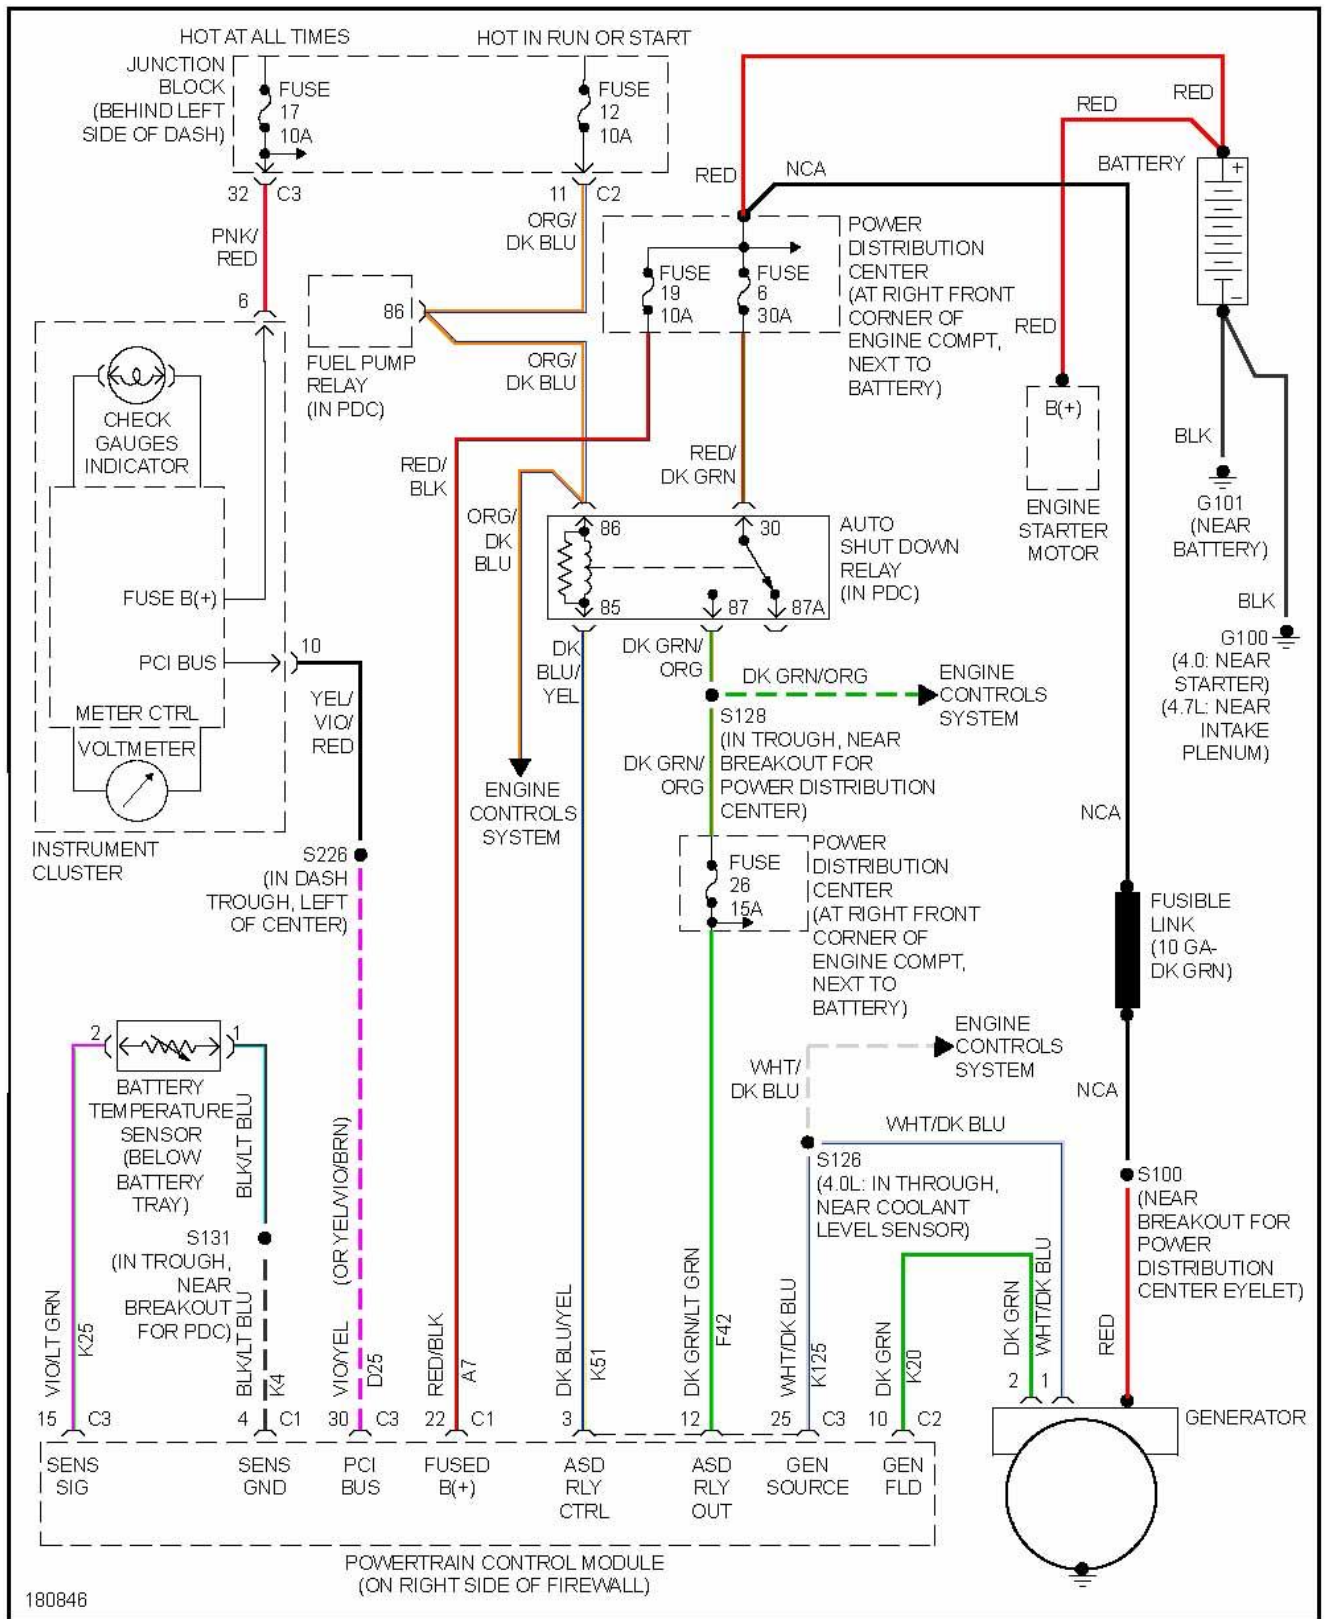 HOT AT ALL TIMES
HOT IN RUN OR START
JUNCTION
BLOCK
(BEHIND LEFT
SIDE OF DASH)
FUSE
17
10A
FUSE
12
10A
32
C3
11
C2
PNK/
RED
ORG/
DK BLU
RED
NCA
RED
RED
BATTERY
+
–
6
86
FUEL PUMP
RELAY
(IN PDC)
ORG/
DK BLU
FUSE
19
10A
FUSE
6
30A
POWER
DISTRIBUTION
CENTER
(AT RIGHT FRONT
CORNER OF
ENGINE COMPT,
NEXT TO
BATTERY)
RED
B(+)
ENGINE
STARTER
MOTOR
BLK
G101
(NEAR
BATTERY)
BLK
G100
(4.0: NEAR
STARTER)
(4.7L: NEAR
INTAKE
PLENUM)
CHECK
GAUGES
INDICATOR
FUSE B(+)
PCI BUS
METER CTRL
VOLTMETER
INSTRUMENT
CLUSTER
10
YEL/
VIO/
RED
RED/
BLK
ORG/
DK
BLU
RED/
DK GRN
86
30
85
87
87A
AUTO
SHUT DOWN
RELAY
(IN PDC)
DK
BLU/
YEL
DK GRN/
ORG
DK GRN/ORG
ENGINE
CONTROLS
SYSTEM
S128
(IN TROUGH, NEAR
BREAKOUT FOR
POWER DISTRIBUTION
CENTER)
DK GRN/
ORG
ENGINE
CONTROLS
SYSTEM
NCA
S226
(IN DASH
TROUGH, LEFT
OF CENTER)
FUSE
26
15A
POWER
DISTRIBUTION
CENTER
(AT RIGHT FRONT
CORNER OF
ENGINE COMPT,
NEXT TO
BATTERY)
FUSIBLE
LINK
(10 GA-
DK GRN)
2
1
BATTERY
TEMPERATURE
SENSOR
(BELOW
BATTERY
TRAY)
BLK/LT BLU
S131
(IN TROUGH,
NEAR
BREAKOUT
FOR PDC)
ENGINE
CONTROLS
SYSTEM
WHT/
DK BLU
WHT/DK BLU
NCA
S126
(4.0L: IN THROUGH,
NEAR COOLANT
LEVEL SENSOR)
S100
(NEAR
BREAKOUT FOR
POWER
DISTRIBUTION
CENTER EYELET)
VIO/LT GRN
K25
BLK/LT BLU
K4
VIO/YEL
(OR YEL/VIO/BRN)
D25
RED/BLK
A7
DK BLU/YEL
K51
DK GRN/LT GRN
F42
WHT/DK BLU
K125
DK GRN
K20
DK GRN
WHT/DK BLU
RED
2
1
GENERATOR
15
C3
4
C1
30
C3
22
C1
3
12
25
C3
10
C2
SENS
SIG
SENS
GND
PCI
BUS
FUSED
B(+)
ASD
RLY
CTRL
ASD
RLY
OUT
GEN
SOURCE
GEN
FLD
POWERTRAIN CONTROL MODULE
(ON RIGHT SIDE OF FIREWALL)
180846